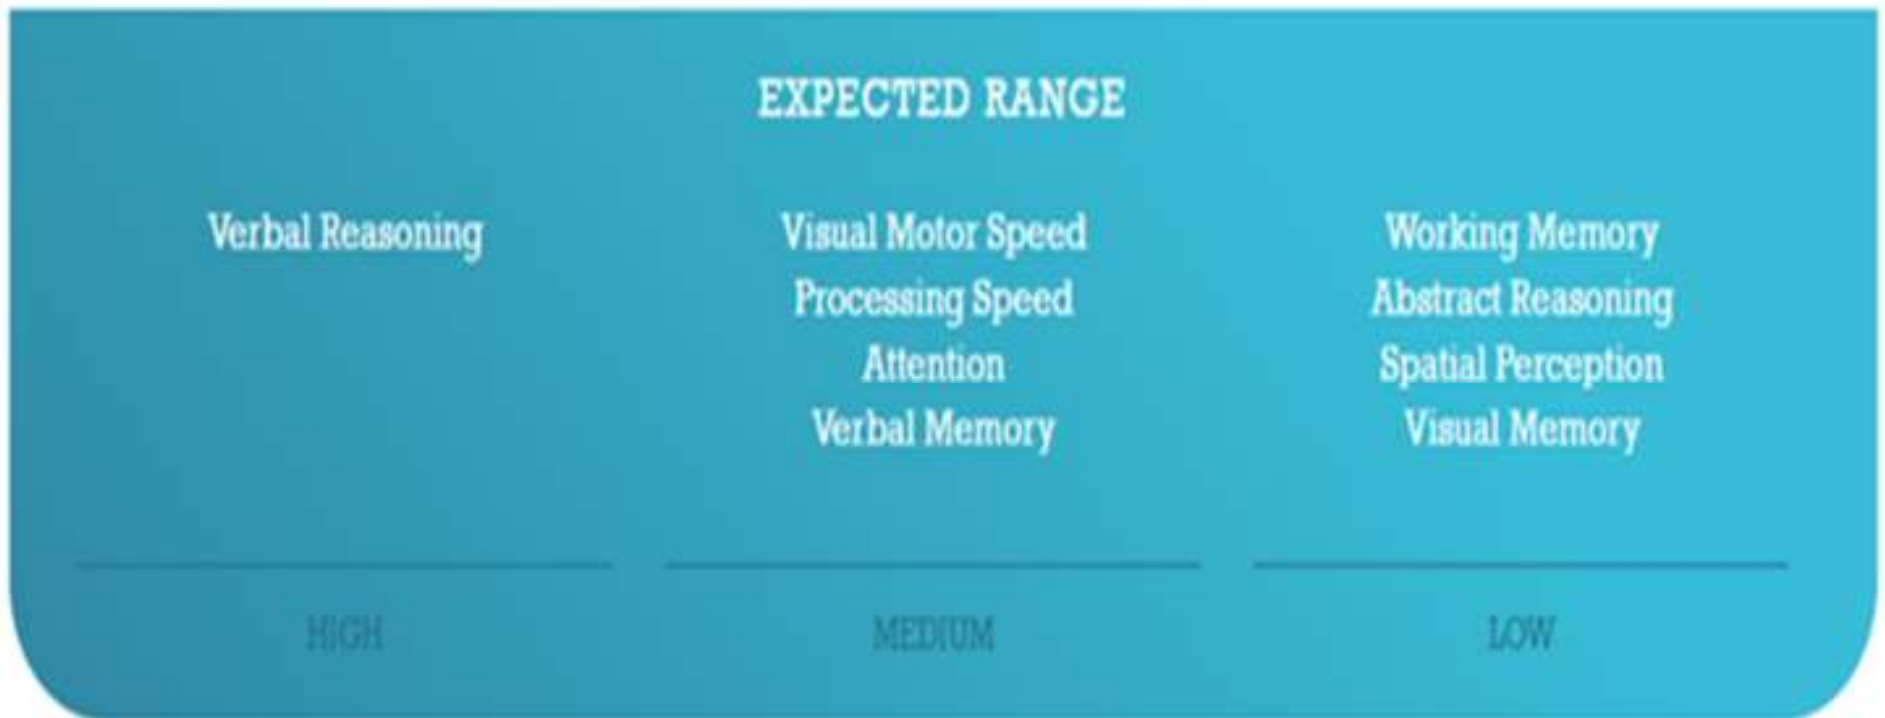 EXPECTED RANGE
Verbal Reasoning
Visual Motor Speed
Processing Speed
Attention
Verbal Memory
Working Memory
Abstract Reasoning
Spatial Perception
Visual Memory
HIGH
MEDIUM
LOW